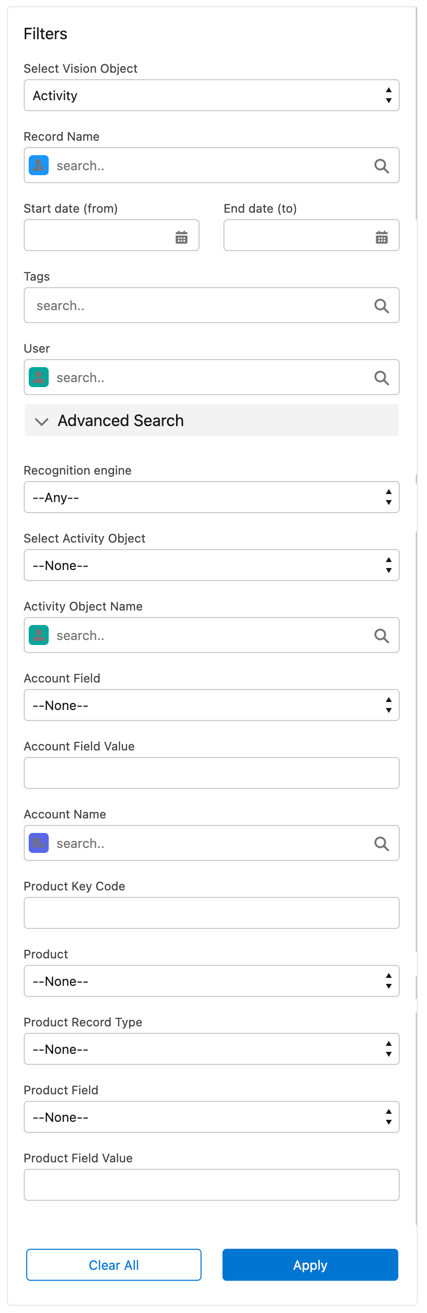 Filters
Select Vision Object
Activity
Record Name
search..
Start date (from)
End date (to)
Tags
search..
User
search..
Advanced Search
Recognition engine
--Any--
Select Activity Object
--None--
Activity Object Name
search..
Account Field
--None--
Account Field Value
Account Name
search..
Product Key Code
Product
--None--
Product Record Type
--None--
Product Field
--None--
Product Field Value
Clear All
Apply